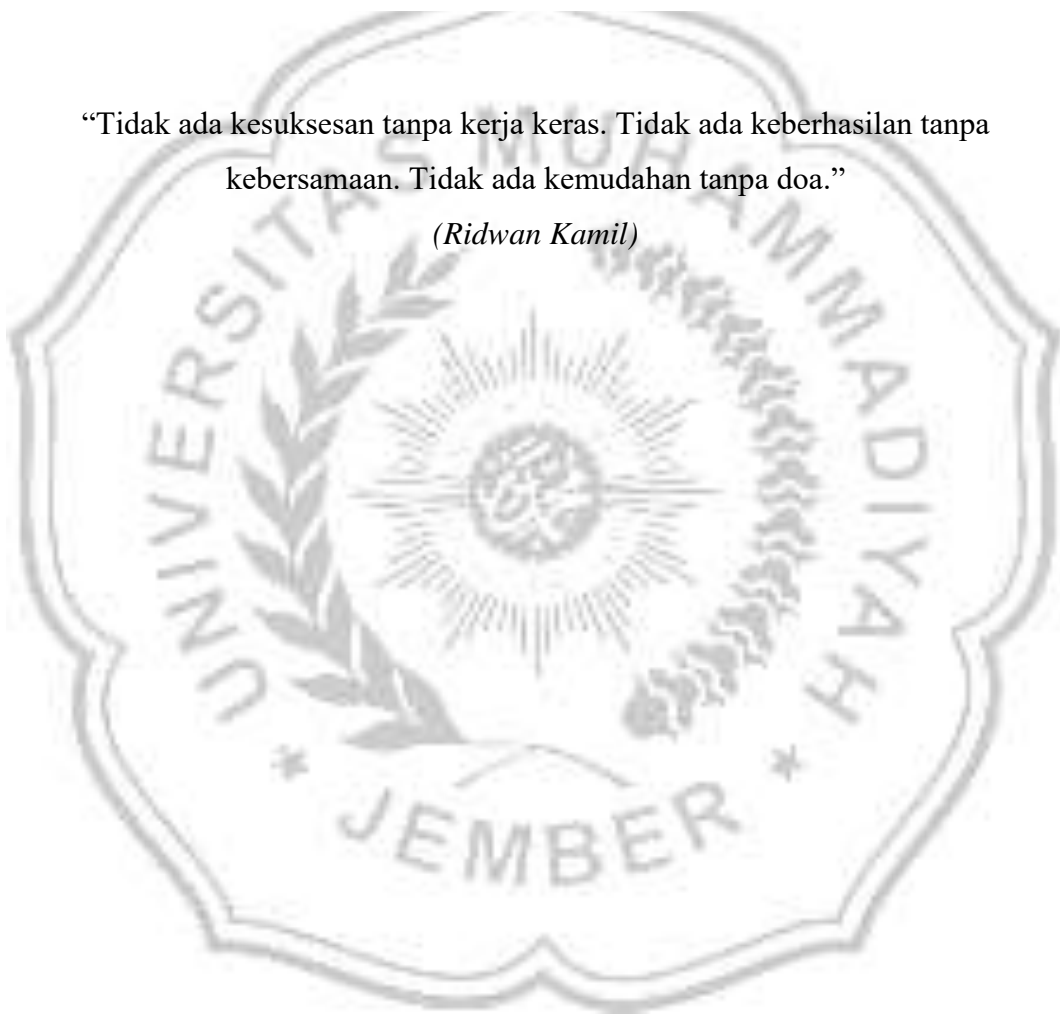 “Tidak ada kesuksesan tanpa kerja keras. Tidak ada keberhasilan tanpa
kebersamaan. Tidak ada kemudahan tanpa doa.”
(Ridwan Kamil)
UNIVERSITAS MUHAMMADIYAH
* JEMBER *